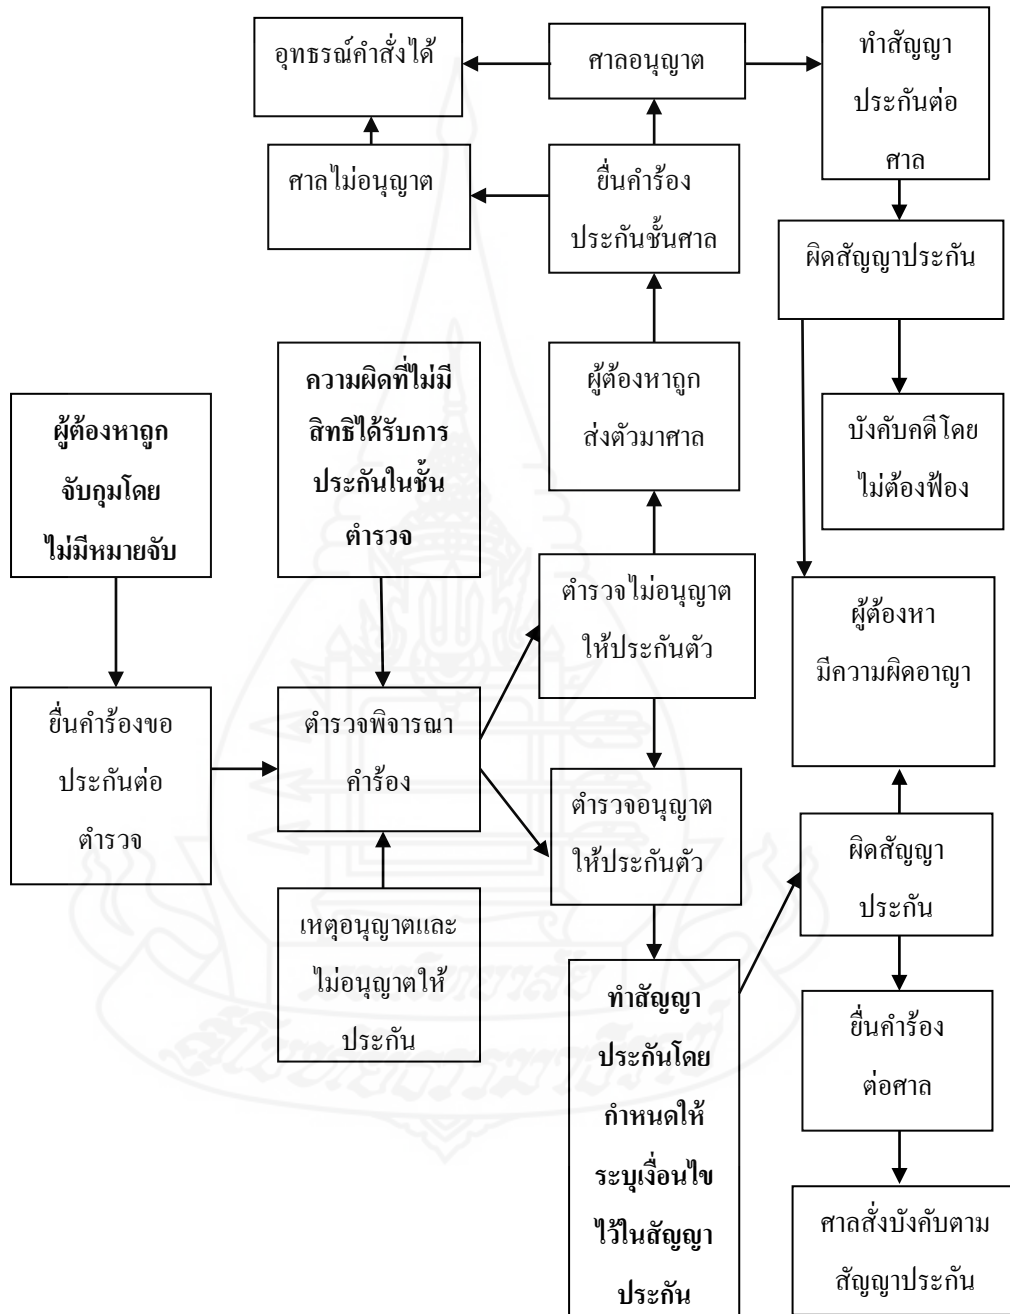 อุทธรณ์คำสั่งได้
ศาลอนุญาต
ทำสัญญา
ประกันต่อ
ศาล
ศาลไม่อนุญาต
ยื่นคำร้อง
ประกันชั้นศาล
ผิดสัญญาประกัน
ผู้ต้องหาถูก
จับกุมโดย
ไม่มีหมายจับ
ความผิดที่ไม่มี
สิทธิได้รับการ
ประกันในชั้น
ตำรวจ
ผู้ต้องหาถูก
ส่งตัวมาศาล
บังคับคดีโดย
ไม่ต้องฟ้อง
ตำรวจไม่อนุญาต
ให้ประกันตัว
ผู้ต้องหา
มีความผิดอาญา
ยื่นคำร้องขอ
ประกันต่อ
ตำรวจ
ตำรวจพิจารณา
คำร้อง
ตำรวจอนุญาต
ให้ประกันตัว
ผิดสัญญา
ประกัน
เหตุอนุญาตและ
ไม่อนุญาตให้
ประกัน
ทำสัญญา
ประกันโดย
กำหนดให้
ระบุเงื่อนไข
ไว้ในสัญญา
ประกัน
ยื่นคำร้อง
ต่อศาล
ศาลสั่งบังคับตาม
สัญญาประกัน